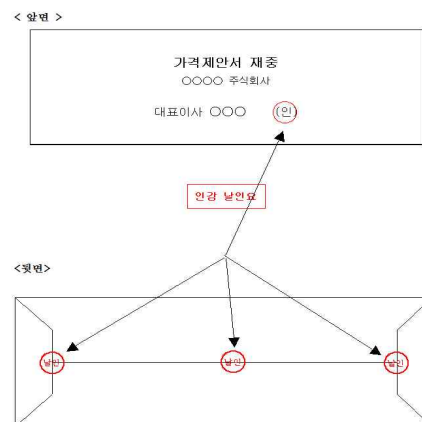 < 앞면 >
가격제안서 재중
○○○○ 주식회사
대표이사 ○○○ (인)
인감 날인요
<뒷면>
날인 날인 날인